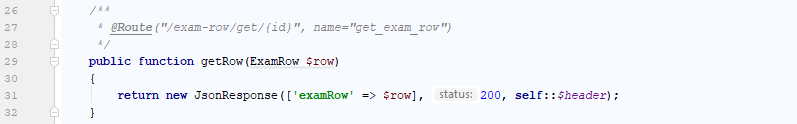 26 /**
27 * @Route("/exam-row/get/{id}", name="get_exam_row")
28 */
29 public function getRow(ExamRow $row)
30 {
31 return new JsonResponse(['examRow' => $row], status: 200, self::$header);
32 }